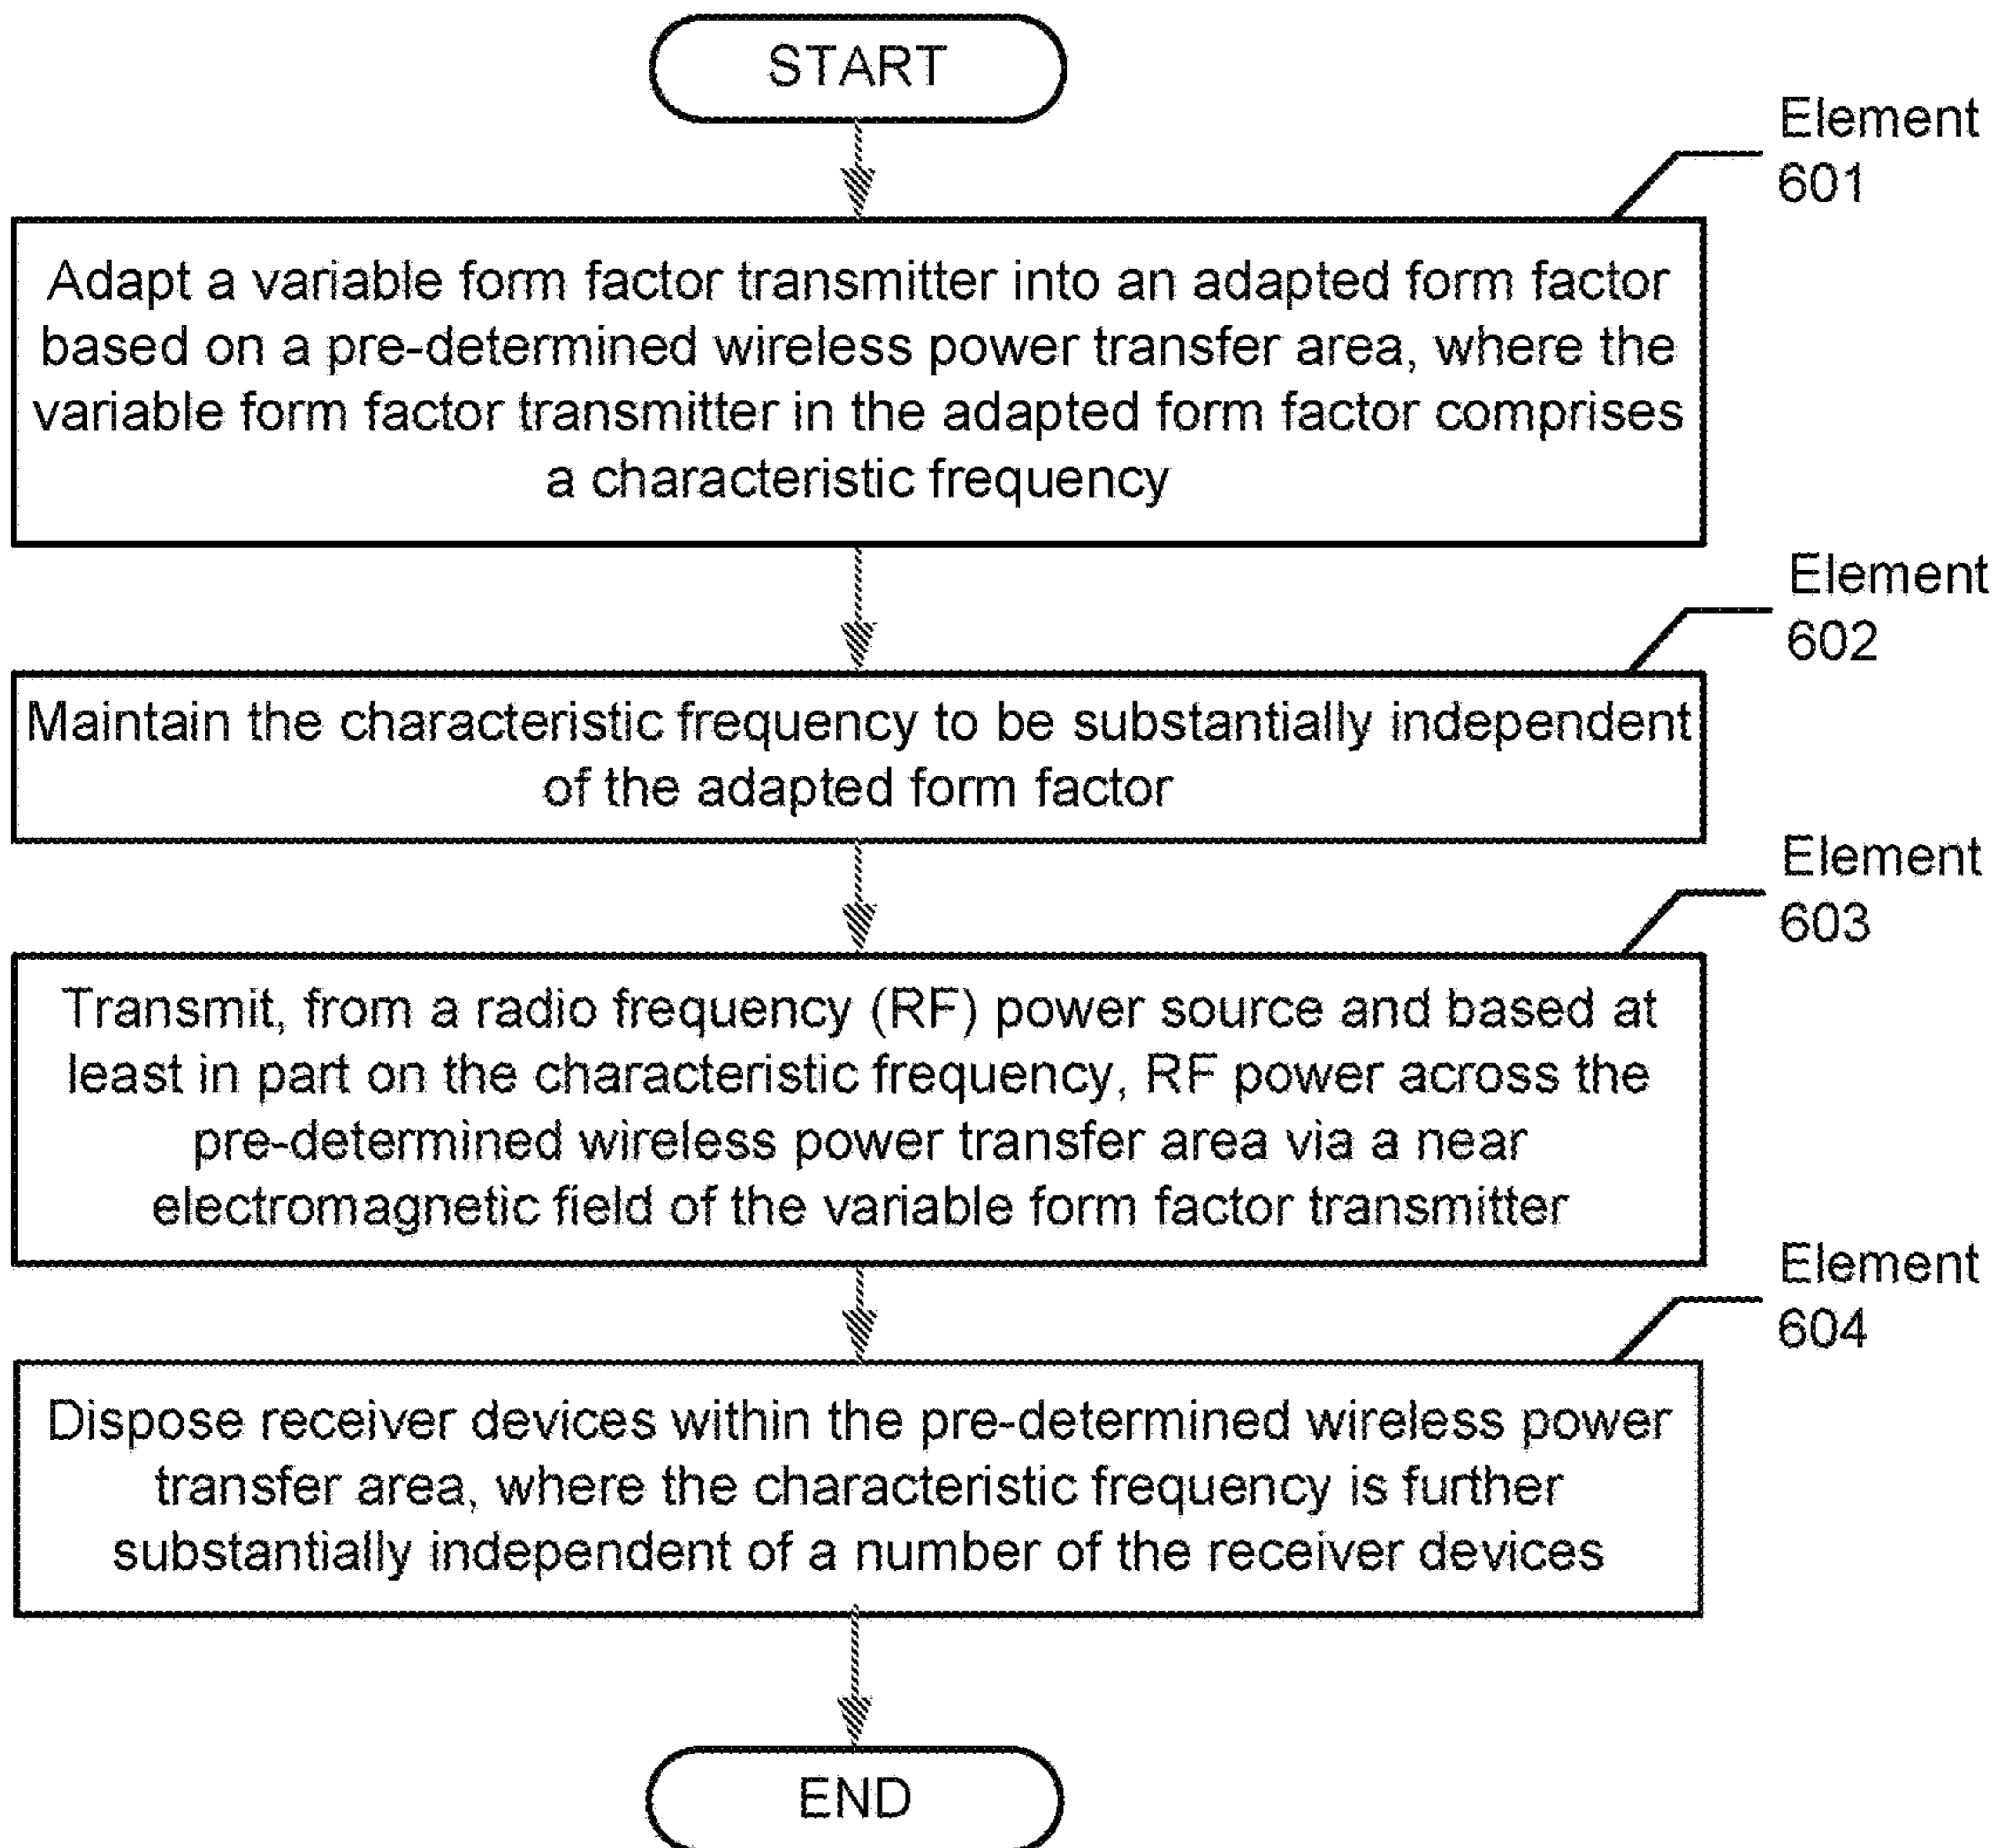 START
Element
601
Adapt a variable form factor transmitter into an adapted form factor
based on a pre-determined wireless power transfer area, where the
variable form factor transmitter in the adapted form factor comprises
a characteristic frequency
Element
602
Maintain the characteristic frequency to be substantially independent
of the adapted form factor
Element
603
Transmit, from a radio frequency (RF) power source and based at
least in part on the characteristic frequency, RF power across the
pre-determined wireless power transfer area via a near
electromagnetic field of the variable form factor transmitter
Element
604
Dispose receiver devices within the pre-determined wireless power
transfer area, where the characteristic frequency is further
substantially independent of a number of the receiver devices
END